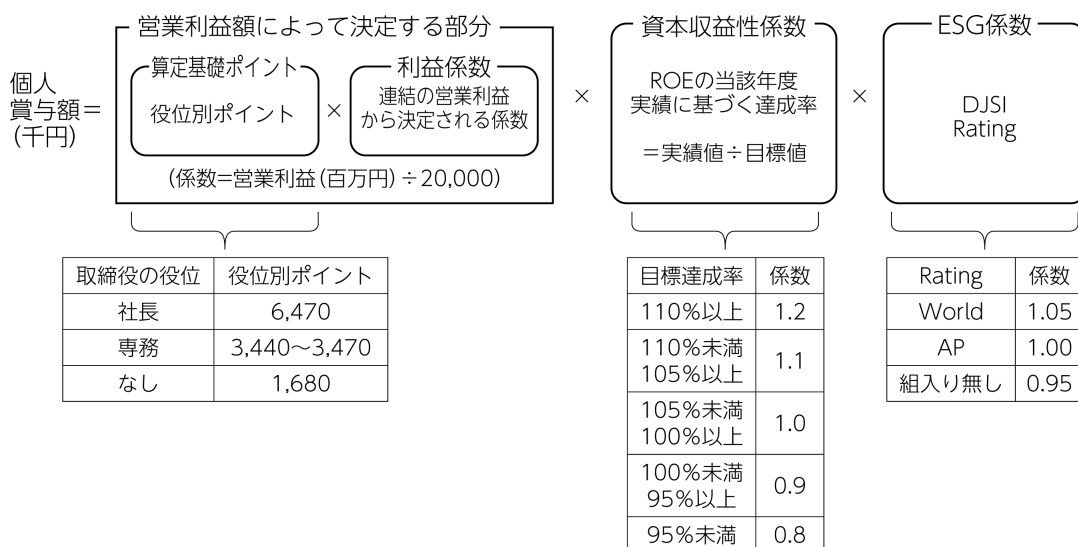 個人
賞与額＝
(千円)
営業利益額によって決定する部分
算定基礎ポイント
役位別ポイント
×
利益係数
連結の営業利益
から決定される係数
(係数=営業利益(百万円)÷20,000)
×
資本収益性係数
ROEの当該年度
実績に基づく達成率
＝実績値÷目標値
×
ESG係数
DJSI
Rating
取締役の役位 役位別ポイント
社長 6,470
専務 3,440～3,470
なし 1,680
目標達成率 係数
110%以上 1.2
110%未満
105%以上 1.1
105%未満
100%以上 1.0
100%未満
95%以上 0.9
95%未満 0.8
Rating 係数
World 1.05
AP 1.00
組入り無し 0.95